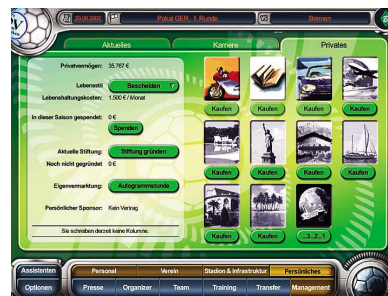 20.08.2002 Pokal GER, 1. Runde VS Bremen
Aktuelles Karriere Privates
Privatvermögen: 35.767 €
Lebensstil Bescheiden
Lebenshaltungskosten: 1.500 € / Monat
In dieser Saison gespendet: 0 €
Spenden
Aktuelle Stiftung: Stiftung gründen
Noch nicht gegründet 0 €
Eigenvermarktung: Autogrammstunde
Persönlicher Sponsor: Kein Vertrag
Sie schreiben derzeit keine Kolumne.
Kaufen Kaufen Kaufen Kaufen
Kaufen Kaufen Kaufen Kaufen
Kaufen Kaufen ...3...2...1
Assistenten Personal Verein Stadion & Infrastruktur Persönliches
Optionen Presse Organizer Team Training Transfer Management